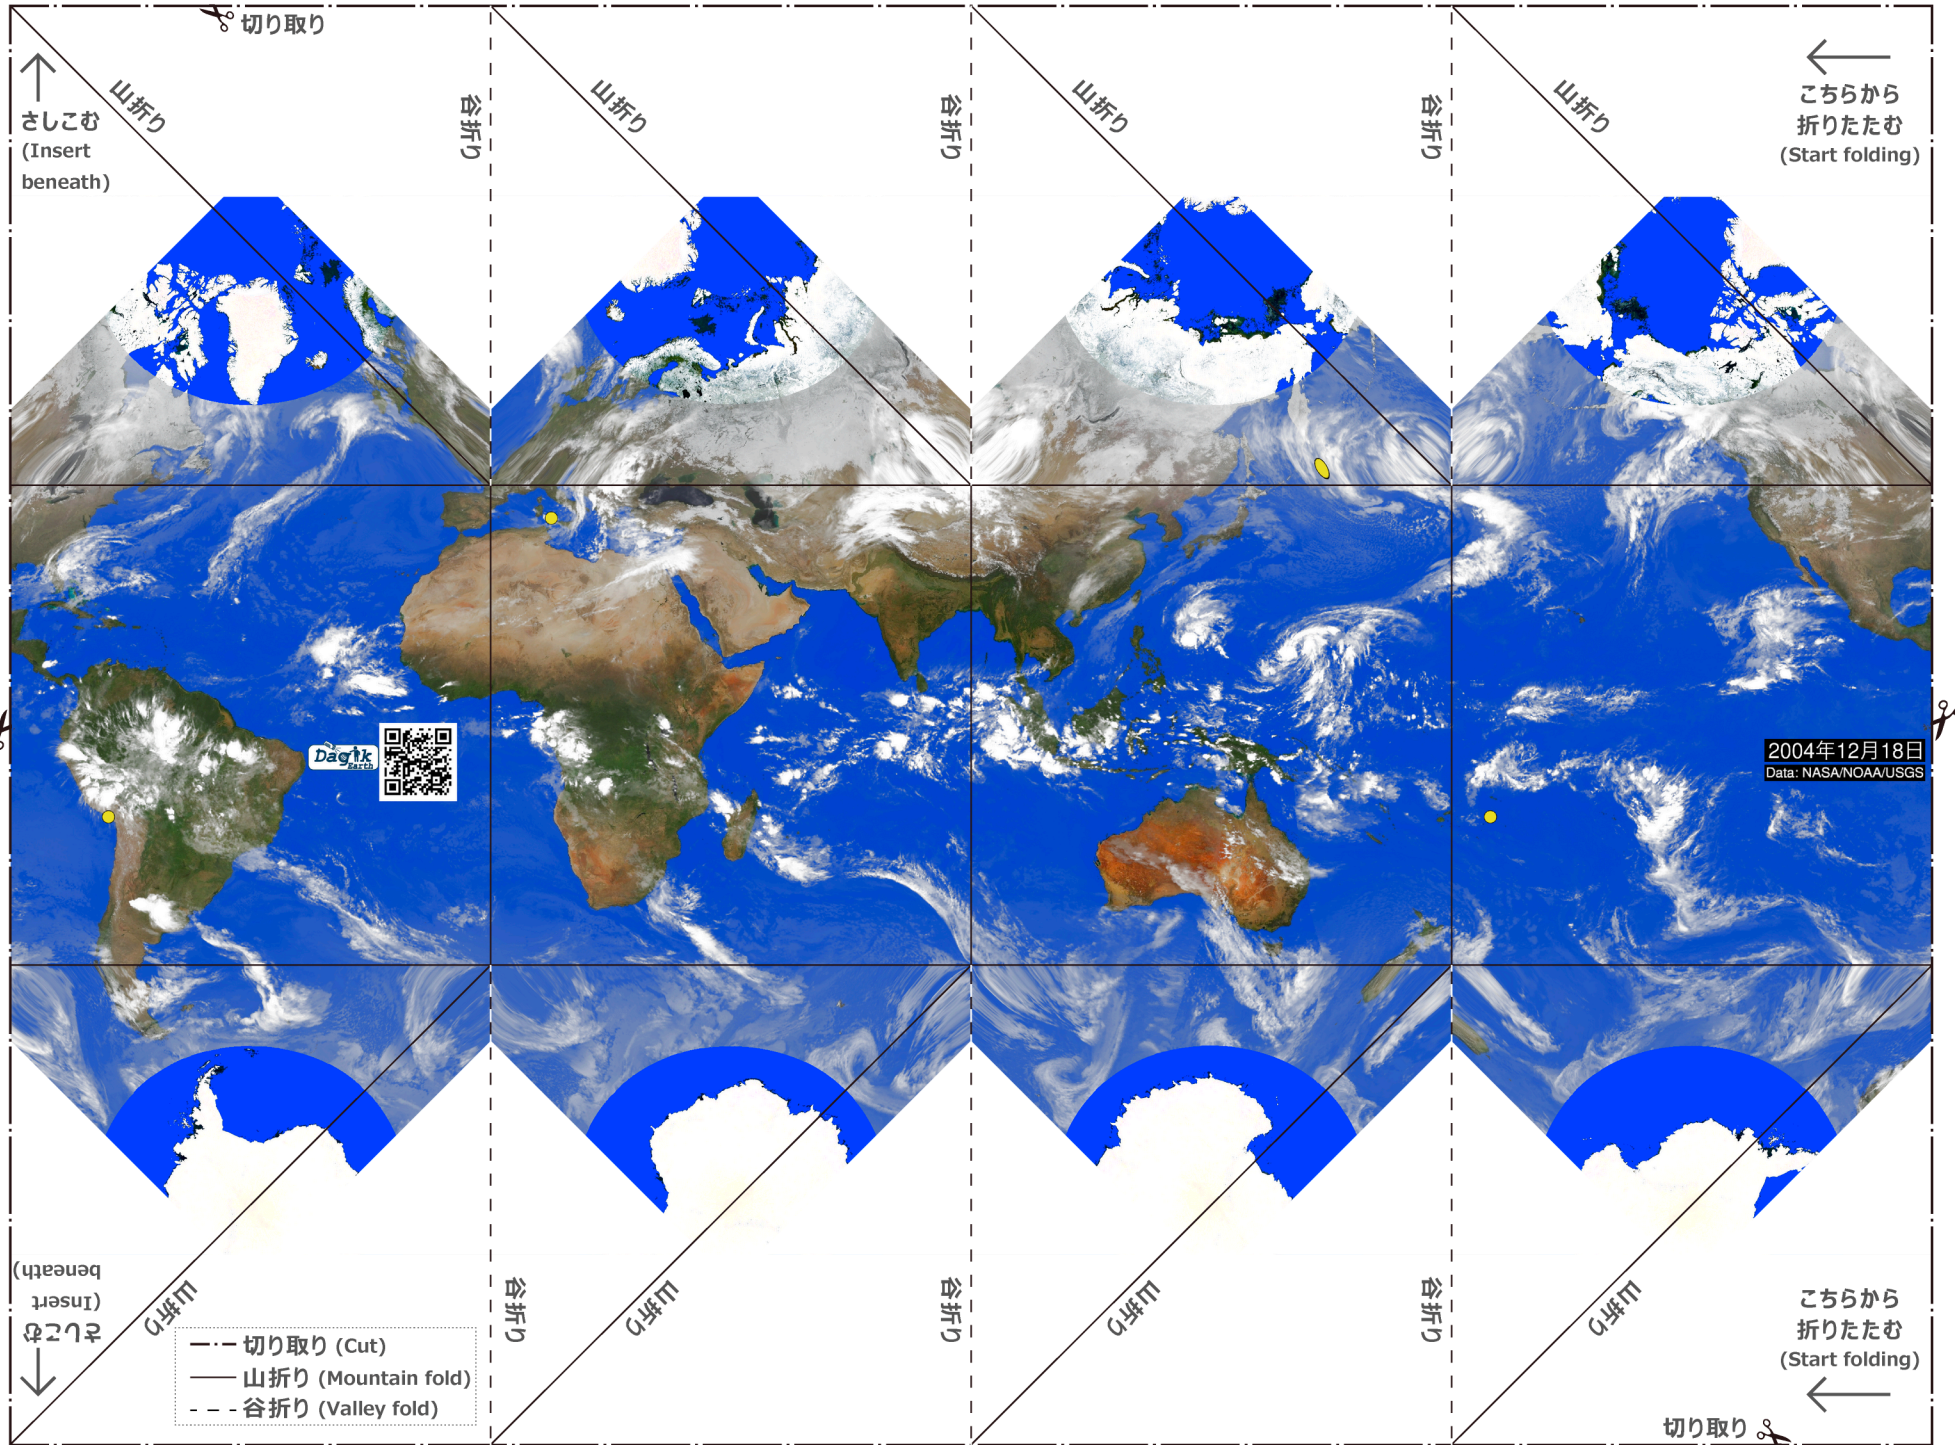 切り取り
さしこむ
(Insert
beneath)
山折り
谷折り
山折り
谷折り
山折り
谷折り
山折り
こちらから
折りたたむ
(Start folding)
Dagik
Earth
2004年12月18日
Data: NASA/NOAA/USGS
さしこむ
(Insert
beneath)
山折り
谷折り
山折り
谷折り
山折り
谷折り
山折り
こちらから
折りたたむ
(Start folding)
切り取り (Cut)
山折り (Mountain fold)
谷折り (Valley fold)
切り取り